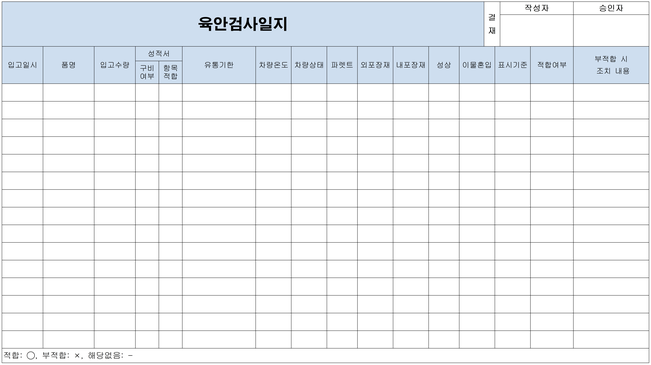 육안검사일지
결
재
작성자 승인자
입고일시 품명 입고수량 성적서 유통기한 차량온도 차량상태 파렛트 외포장재 내포장재 성상 이물혼입 표시기준 적합여부 부적합 시
조치 내용
구비
여부
항목
적합
적합: ◯, 부적합: ×, 해당없음: -